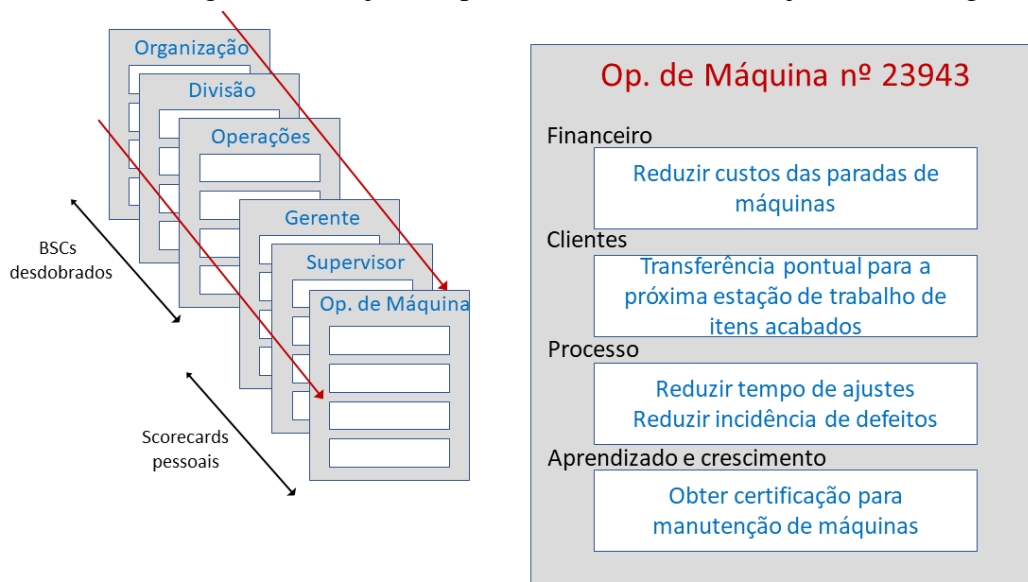 Organização
Divisão
Operações
Gerente
Supervisor
Op. de Máquina
BSCs
desdobrados
Scorecards
pessoais
Op. de Máquina nº 23943
Financeiro
Reduzir custos das paradas de
máquinas
Clientes
Transferência pontual para a
próxima estação de trabalho de
itens acabados
Processo
Reduzir tempo de ajustes
Reduzir incidência de defeitos
Aprendizado e crescimento
Obter certificação para
manutenção de máquinas